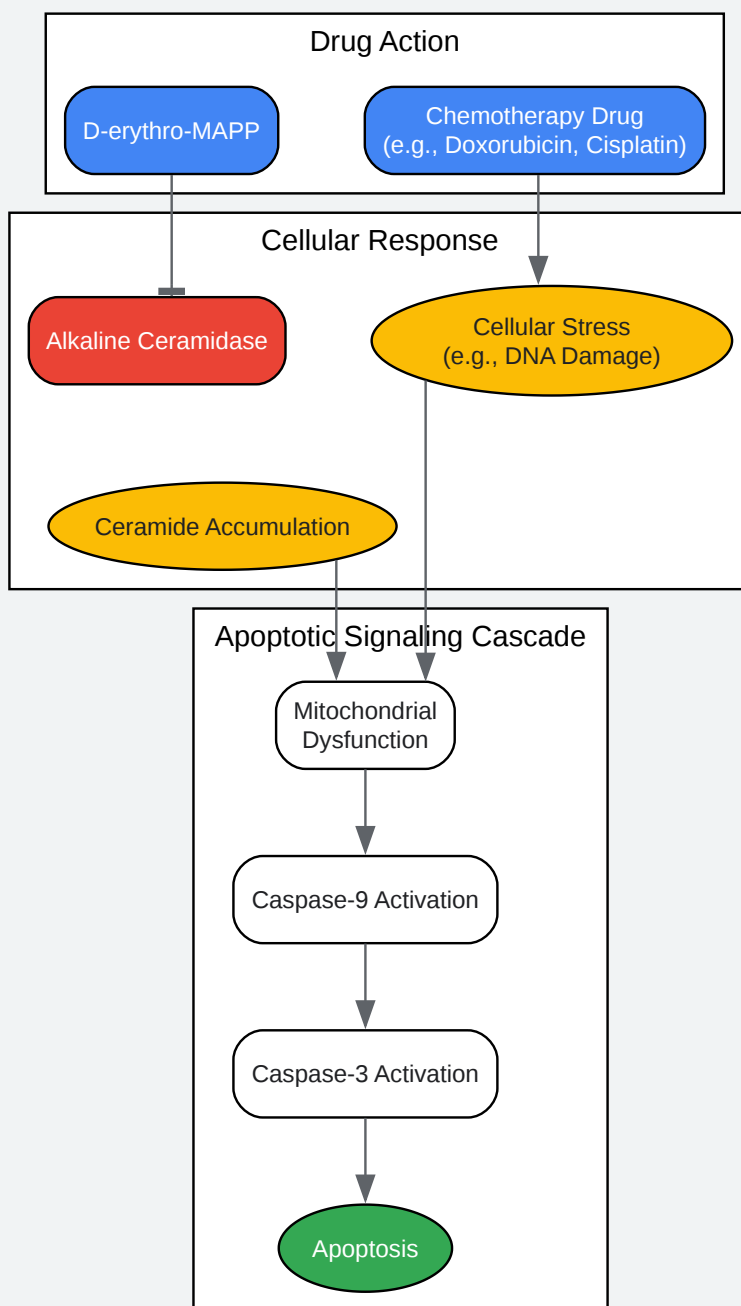 Drug Action
D-erythro-MAPP
Chemotherapy Drug
(e.g., Doxorubicin, Cisplatin)
Cellular Response
Alkaline Ceramidase
Cellular Stress
(e.g., DNA Damage)
Ceramide Accumulation
Apoptotic Signaling Cascade
Mitochondrial
Dysfunction
Caspase-9 Activation
Caspase-3 Activation
Apoptosis